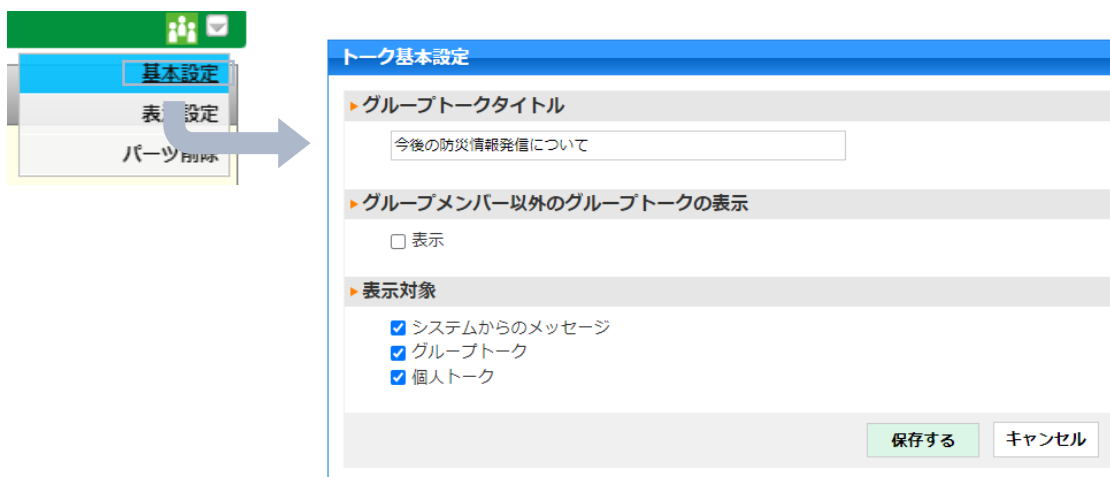 基本設定
表示設定
パーツ削除
トーク基本設定
グループトークタイトル
今後の防災情報発信について
グループメンバー以外のグループトークの表示
表示
表示対象
システムからのメッセージ
グループトーク
個人トーク
保存する
キャンセル